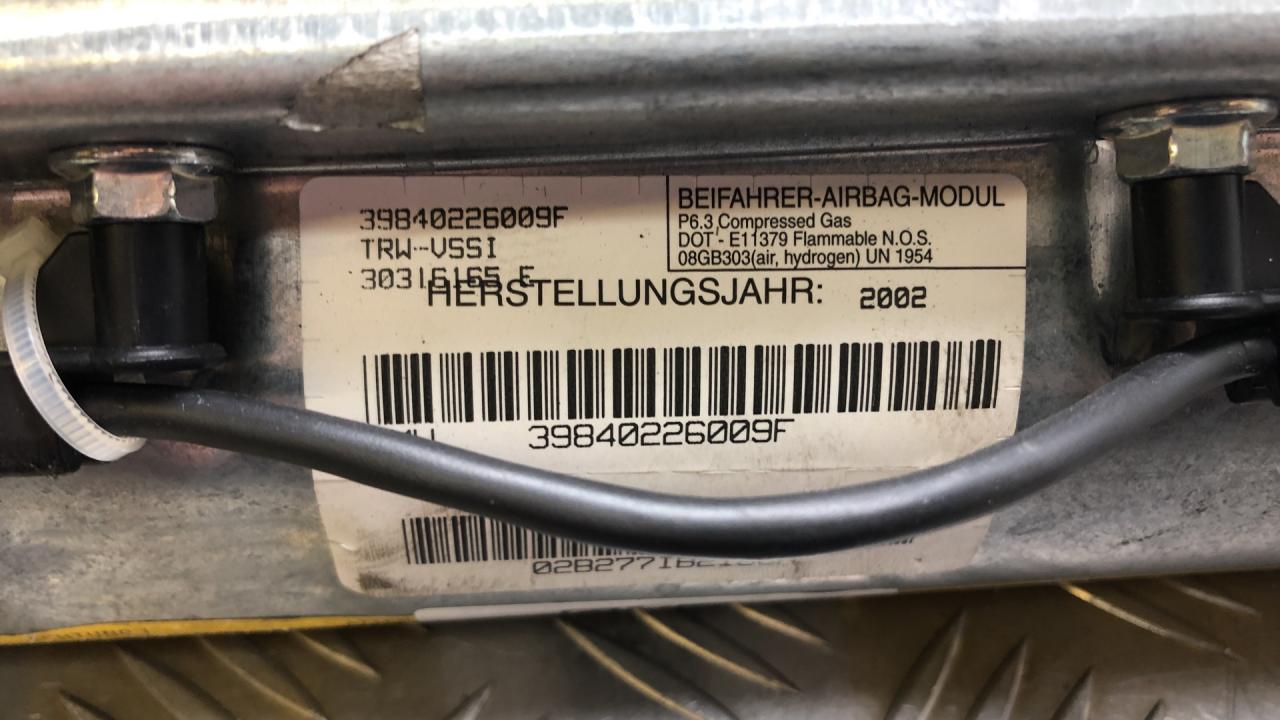 39840226009F
TRW-VSSI
30316165 E
BEIFAHRER-AIRBAG-MODUL
P6.3 Compressed Gas
DOT - E11379 Flammable N.O.S.
08GB303(air, hydrogen) UN 1954
HERSTELLUNGSJAHR: 2002
39840226009F